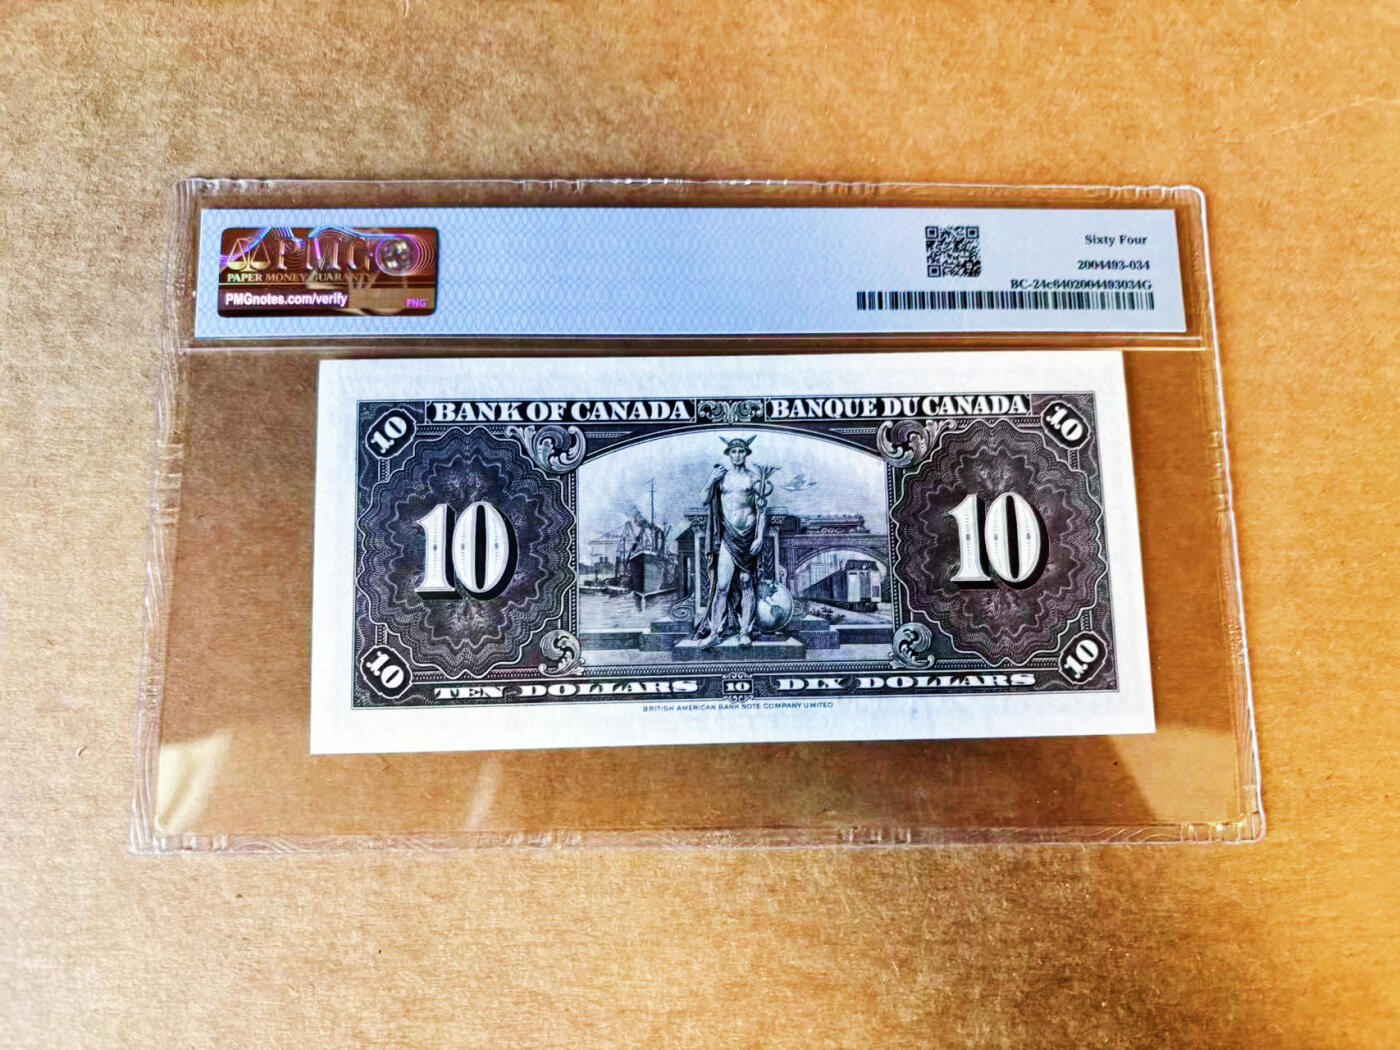 PMG
PAPER MONEY GUARANTY
PMGnotes.com/verify
PNG
Sixty Four
2004493-034
BC-24c6402004493034G
10 BANK OF CANADA BANQUE DU CANADA 10
10 10
10 TEN DOLLARS 10 DIX DOLLARS 10
BRITISH AMERICAN BANK NOTE COMPANY LIMITED